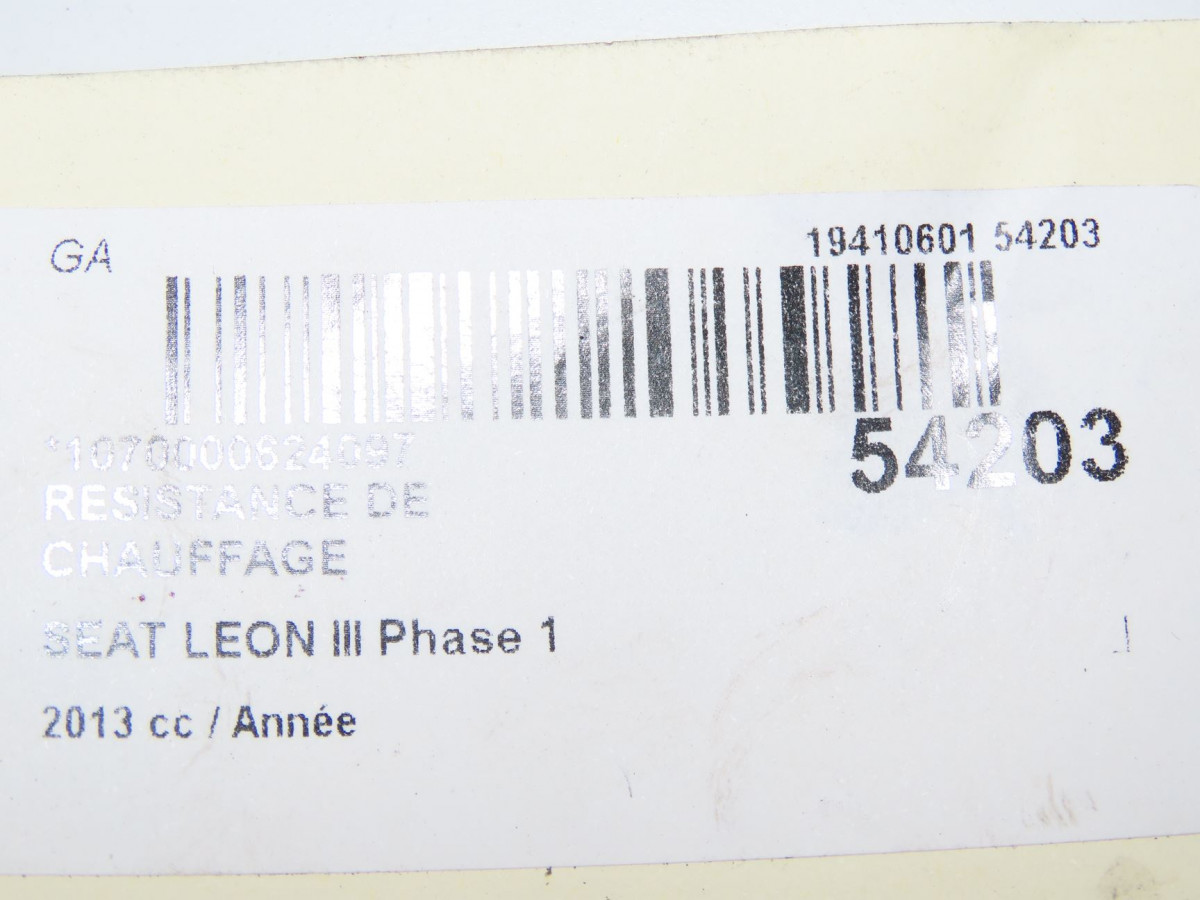 GA
19410601 54203
54203
*1070000624097
RESISTANCE DE
CHAUFFAGE
SEAT LEON III Phase 1
2013 cc / Année